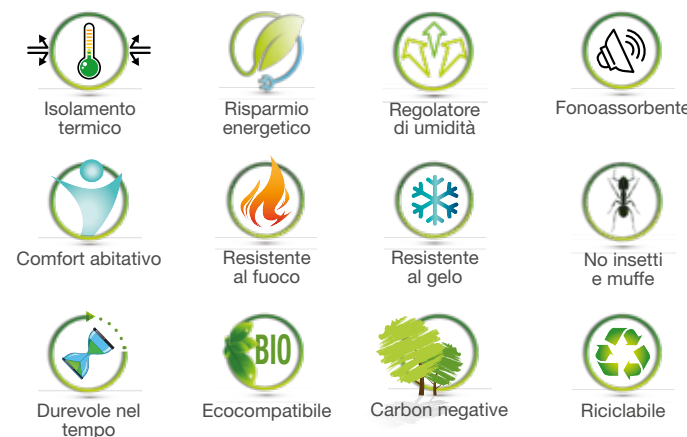 Isolamento
termico
Risparmio
energetico
Regolatore
di umidità
Fonoassorbente
Comfort abitativo
Resistente
al fuoco
Resistente
al gelo
No insetti
e muffe
Durevole nel
tempo
BIO
Ecocompatibile
Carbon negative
Riciclabile